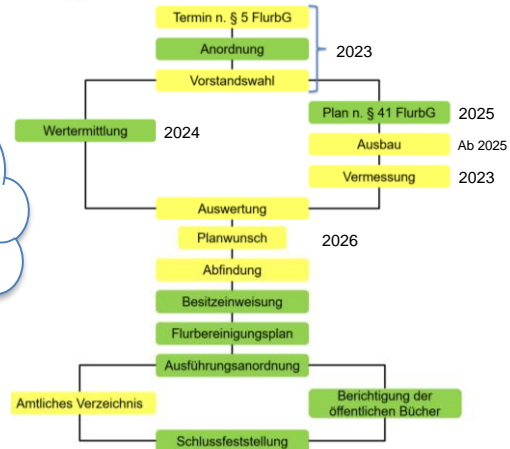 Termin n. § 5 FlurbG
Anordnung
2023
Vorstandswahl
Plan n. § 41 FlurbG
2025
Wertermittlung
2024
Ausbau
Ab 2025
Vermessung
2023
Auswertung
Planwunsch
2026
Abfindung
Besitzeinweisung
Flurbereinigungsplan
Ausführungsanordnung
Amtliches Verzeichnis
Berichtigung der
öffentlichen Bücher
Schlussfeststellung